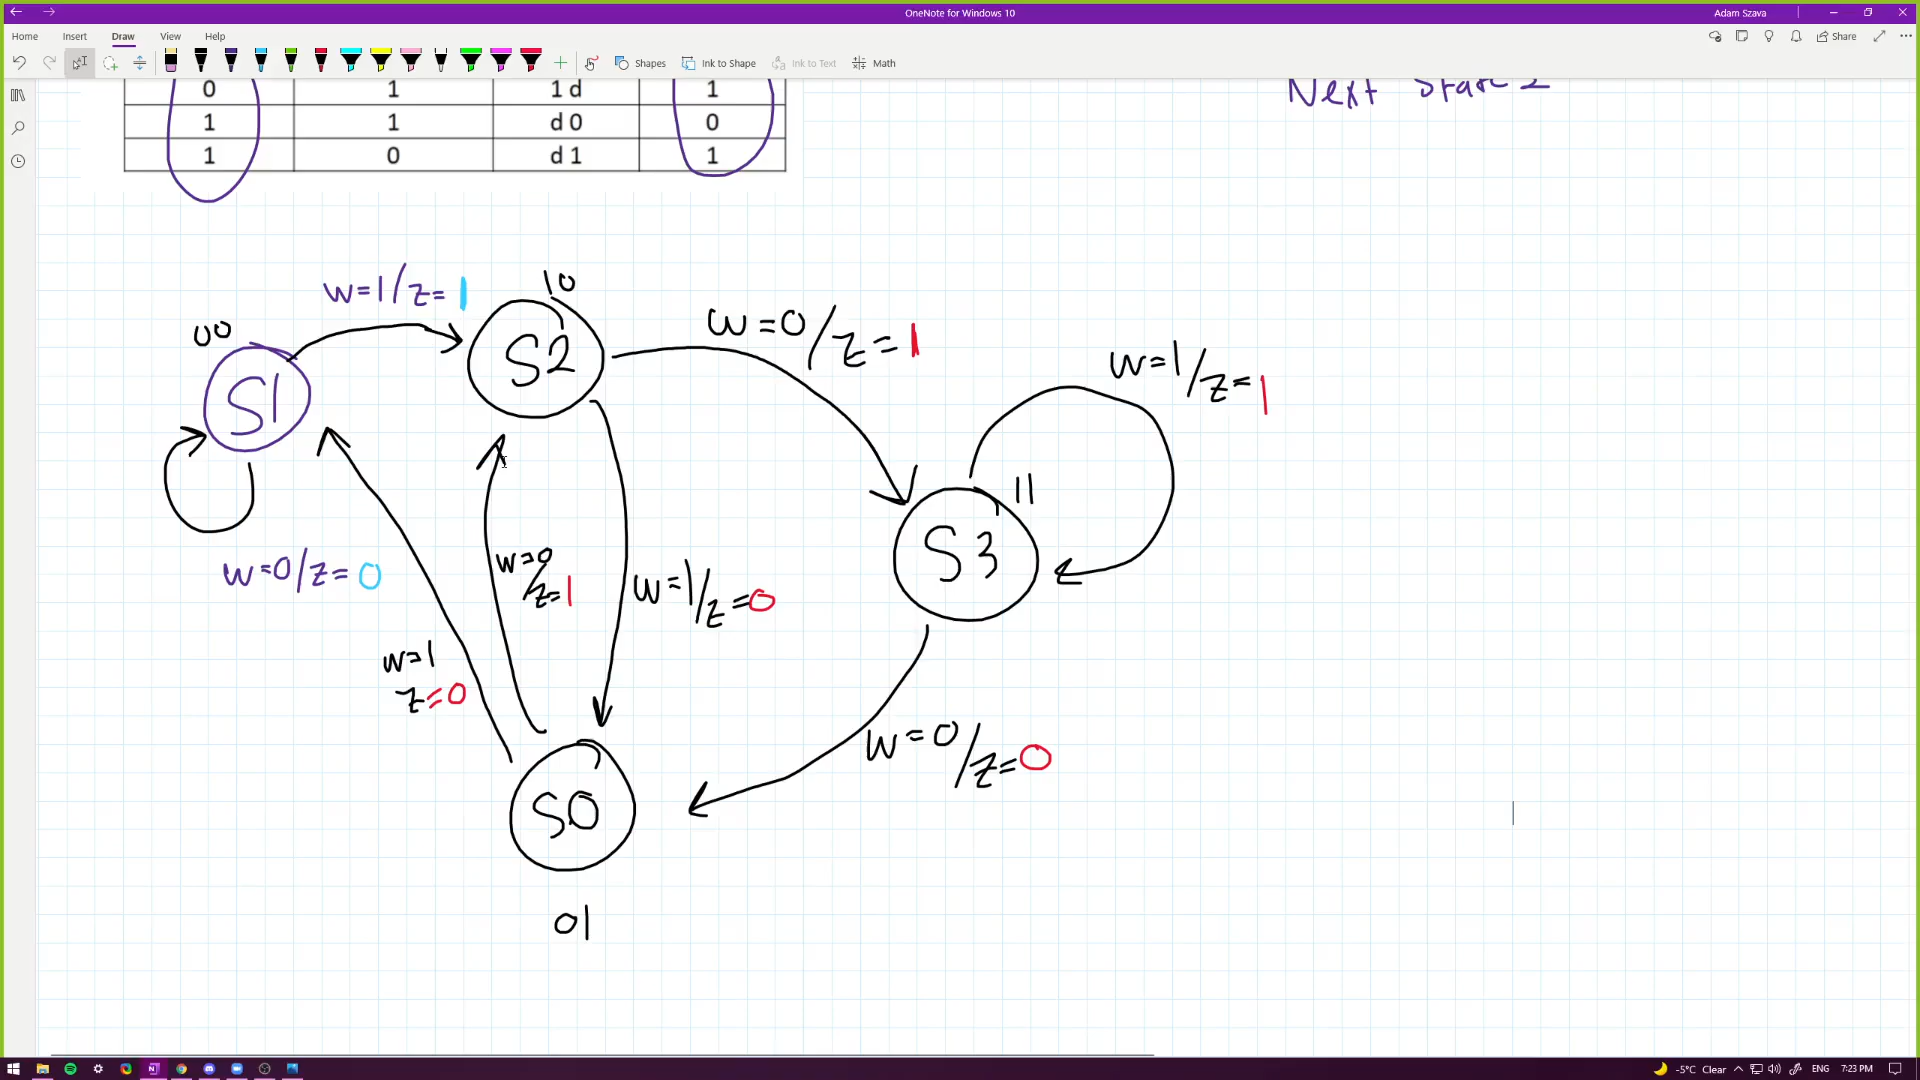 OneNote for Windows 10
Adam Szava
Home Insert Draw View Help
Share
Shapes Ink to Shape Ink to Text Math
0 1 1 d 1
1 1 d 0 0
1 0 d 1 1
Next State 2
w=1/z=1
10
00
S2
w=0/z=1
w=1/z=1
S1
11
S3
w=0/z=0
w=0/z=1
w=1/z=0
w=1
z=0
w=0/z=0
S0
01
-5°C Clear
ENG
7:23 PM